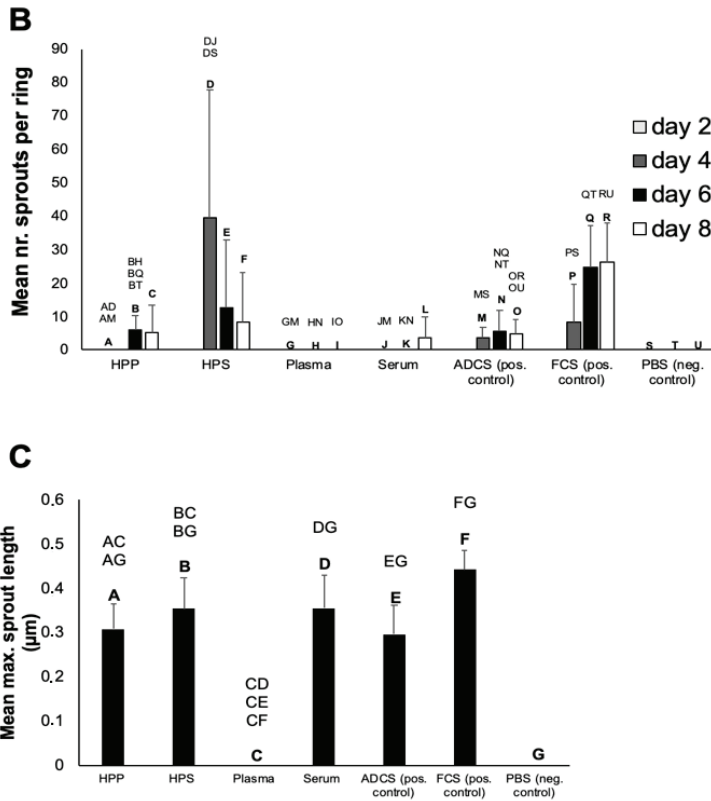 B
Mean nr. sprouts per ring
90
80
70
60
50
40
30
20
10
0
AD
AM
A
BH
BQ
BT
B
C
DJ
DS
D
E
F
GM HN IO
G H I
JM KN
J K
L
MS
M
NQ
NT
N
OR
OU
O
PS
P
QT RU
Q R
S T U
day 2
day 4
day 6
day 8
HPP
HPS
Plasma
Serum
ADCS (pos.
control)
FCS (pos.
control)
PBS (neg.
control)
C
Mean max. sprout length
(µm)
0.6
0.5
0.4
0.3
0.2
0.1
0
AC
AG
A
BC
BG
B
CD
CE
CF
C
DG
D
EG
E
FG
F
G
HPP
HPS
Plasma
Serum
ADCS (pos.
control)
FCS (pos.
control)
PBS (neg.
control)